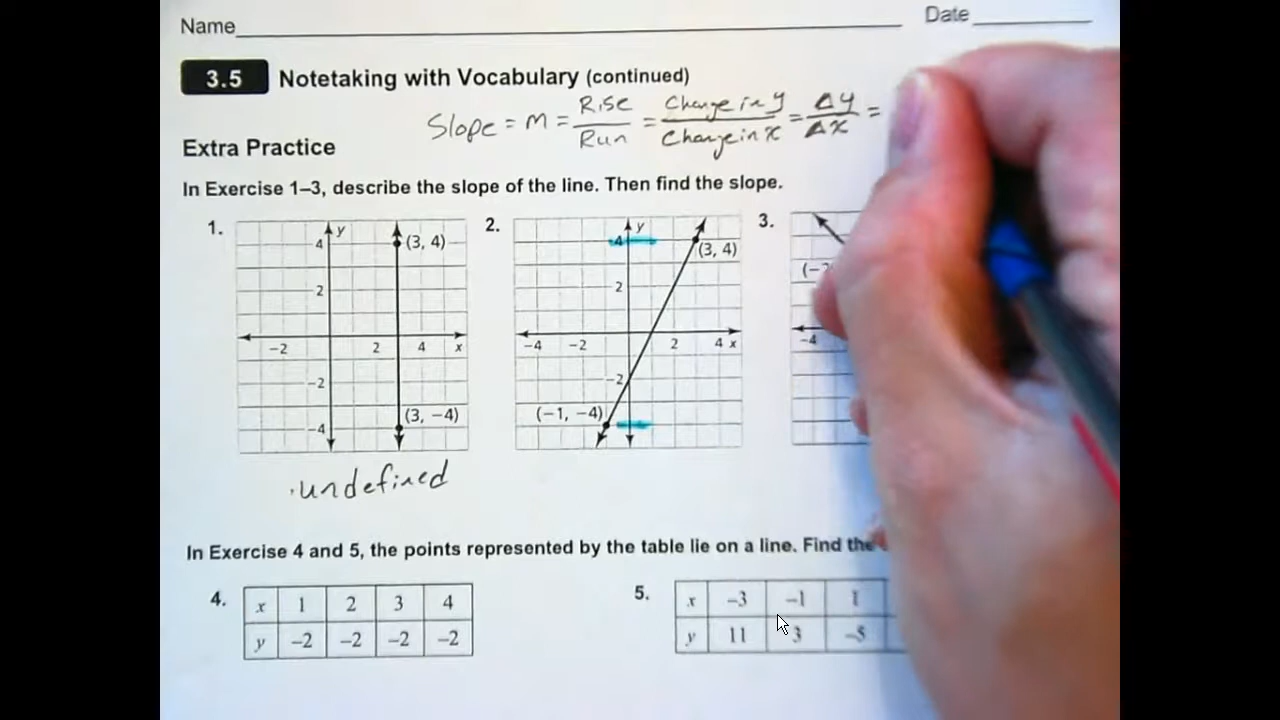 Name Date
3.5 Notetaking with Vocabulary (continued)
Slope = m = Rise/Run = Change in y/Change in x = Δy/Δx =
Extra Practice
In Exercise 1–3, describe the slope of the line. Then find the slope.
1. 2. 3.
4 y (3, 4) 4 y (3, 4)
2 2 (–
−2 2 4 x −4 −2 2 4 x −4
−2 −2
−4 (3, −4) (−1, −4)
undefined
In Exercise 4 and 5, the points represented by the table lie on a line. Find the
4. 5.
x 1 2 3 4 x −3 −1 1
y −2 −2 −2 −2 y 11 3 −5